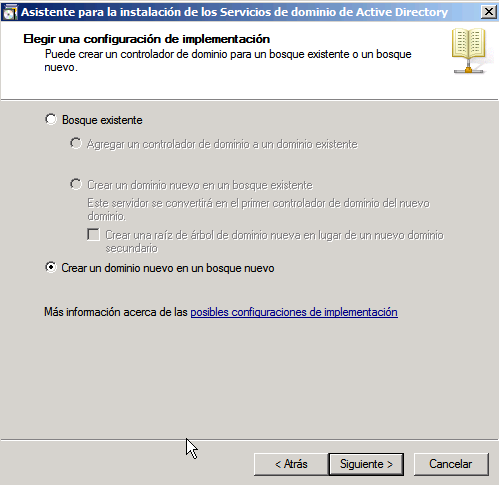 Asistente para la instalación de los Servicios de dominio de Active Directory
Elegir una configuración de implementación
Puede crear un controlador de dominio para un bosque existente o un bosque
nuevo.
Bosque existente
Agregar un controlador de dominio a un dominio existente
Crear un dominio nuevo en un bosque existente
Este servidor se convertirá en el primer controlador de dominio del nuevo
dominio.
Crear una raíz de árbol de dominio nueva en lugar de un nuevo dominio
secundario
Crear un dominio nuevo en un bosque nuevo
Más información acerca de las posibles configuraciones de implementación
< Atrás
Siguiente >
Cancelar